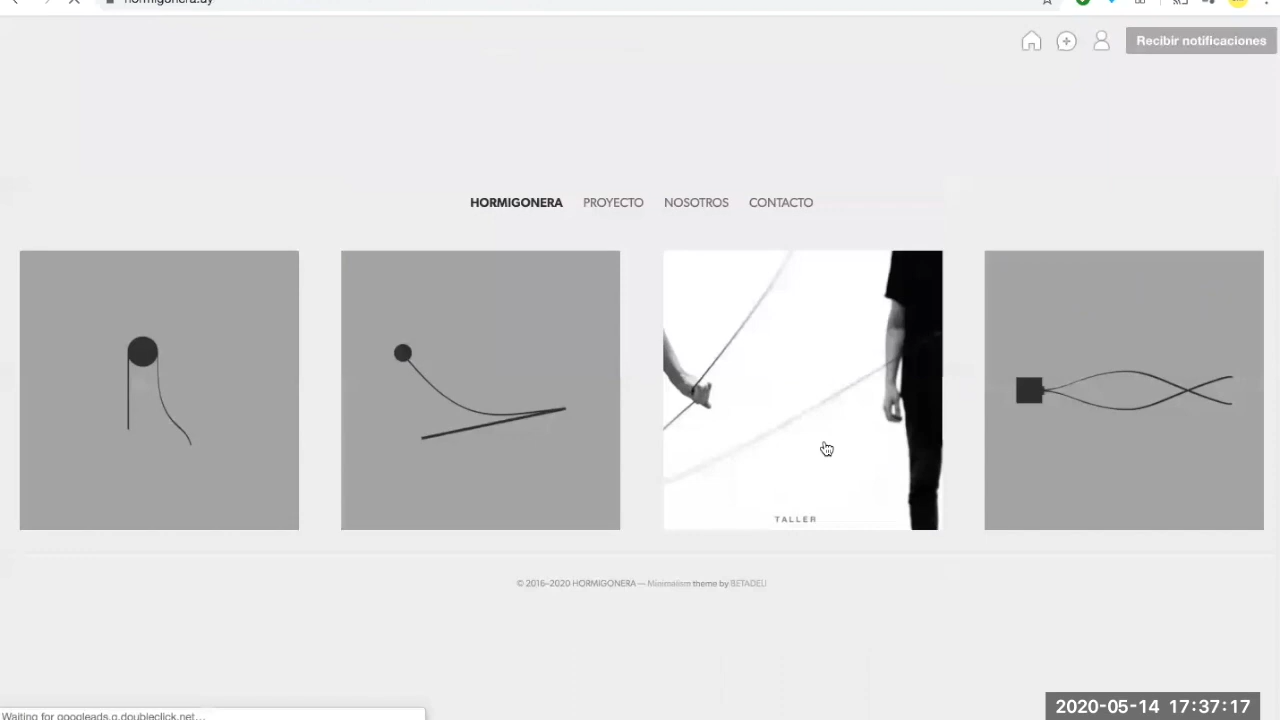 hormigonera.uy
Recibir notificaciones
HORMIGONERA PROYECTO NOSOTROS CONTACTO
TALLER
© 2016–2020 HORMIGONERA — Minimalism theme by BETADELI
Waiting for googleads.g.doubleclick.net...
2020-05-14 17:37:17